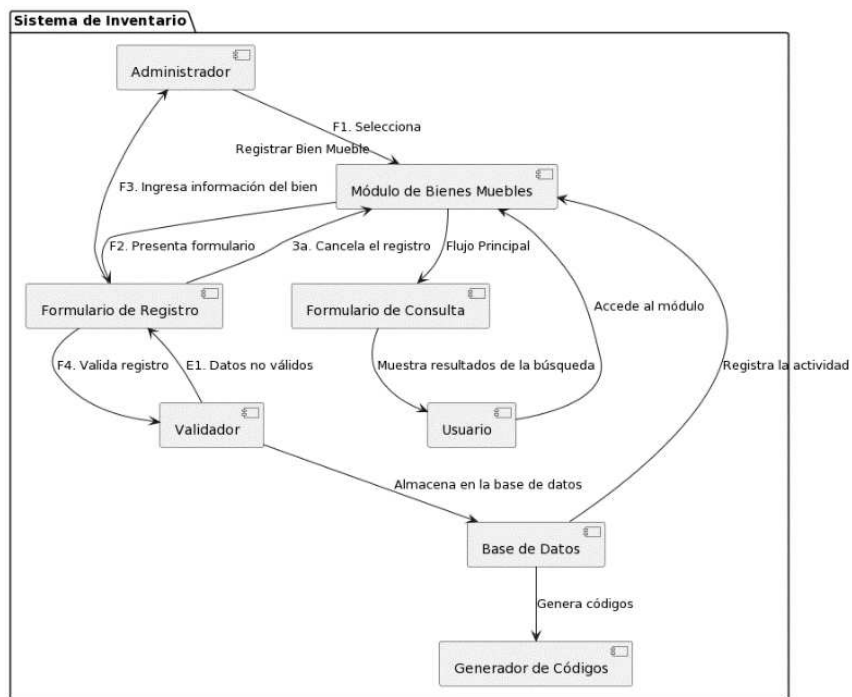 Sistema de Inventario
Administrador
F1. Selecciona
Registrar Bien Mueble
F3. Ingresa información del bien
Módulo de Bienes Muebles
F2. Presenta formulario
3a. Cancela el registro
Flujo Principal
Formulario de Registro
Formulario de Consulta
Accede al módulo
F4. Valida registro
E1. Datos no válidos
Muestra resultados de la búsqueda
Registra la actividad
Validador
Usuario
Almacena en la base de datos
Base de Datos
Genera códigos
Generador de Códigos